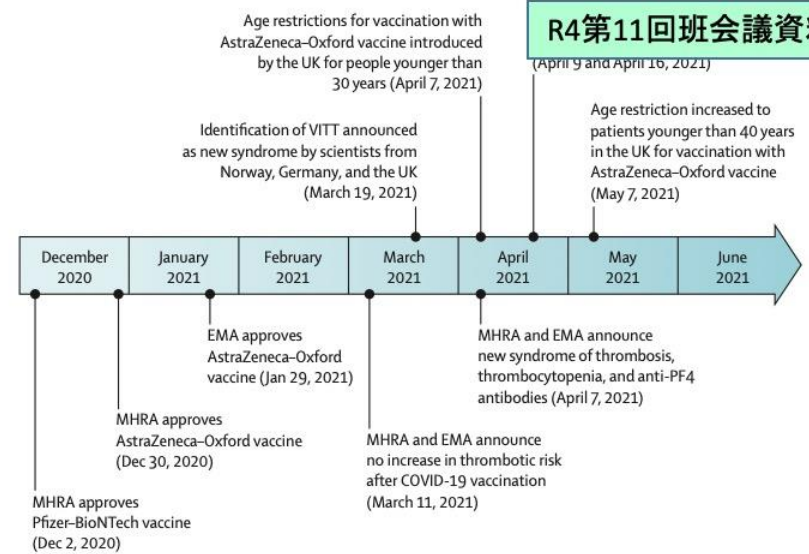 Age restrictions for vaccination with
AstraZeneca–Oxford vaccine introduced
by the UK for people younger than
30 years (April 7, 2021)
R4第11回班会議資
(April 9 and April 16, 2021)
Identification of VITT announced
as new syndrome by scientists from
Norway, Germany, and the UK
(March 19, 2021)
Age restriction increased to
patients younger than 40 years
in the UK for vaccination with
AstraZeneca–Oxford vaccine
(May 7, 2021)
December
2020
January
2021
February
2021
March
2021
April
2021
May
2021
June
2021
EMA approves
AstraZeneca–Oxford
vaccine (Jan 29, 2021)
MHRA and EMA announce
new syndrome of thrombosis,
thrombocytopenia, and anti-PF4
antibodies (April 7, 2021)
MHRA approves
AstraZeneca–Oxford vaccine
(Dec 30, 2020)
MHRA and EMA announce
no increase in thrombotic risk
after COVID-19 vaccination
(March 11, 2021)
MHRA approves
Pfizer–BioNTech vaccine
(Dec 2, 2020)